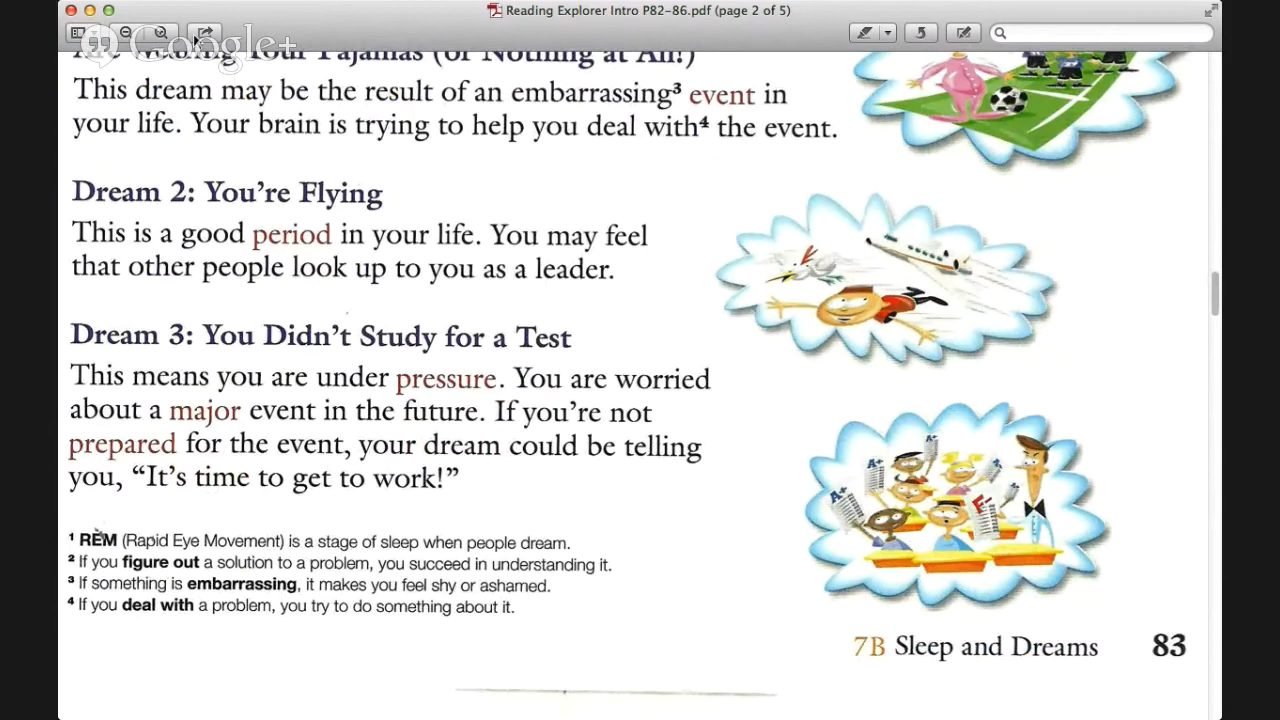 Reading Explorer Intro P82-86.pdf (page 2 of 5)
Google+
Your Pajamas (or Nothing at All!)
This dream may be the result of an embarrassing³ event in
your life. Your brain is trying to help you deal with⁴ the event.
Dream 2: You're Flying
This is a good period in your life. You may feel
that other people look up to you as a leader.
Dream 3: You Didn't Study for a Test
This means you are under pressure. You are worried
about a major event in the future. If you're not
prepared for the event, your dream could be telling
you, "It's time to get to work!"
A+
A+
A+
F-
¹ REM (Rapid Eye Movement) is a stage of sleep when people dream.
² If you figure out a solution to a problem, you succeed in understanding it.
³ If something is embarrassing, it makes you feel shy or ashamed.
⁴ If you deal with a problem, you try to do something about it.
7B Sleep and Dreams 83